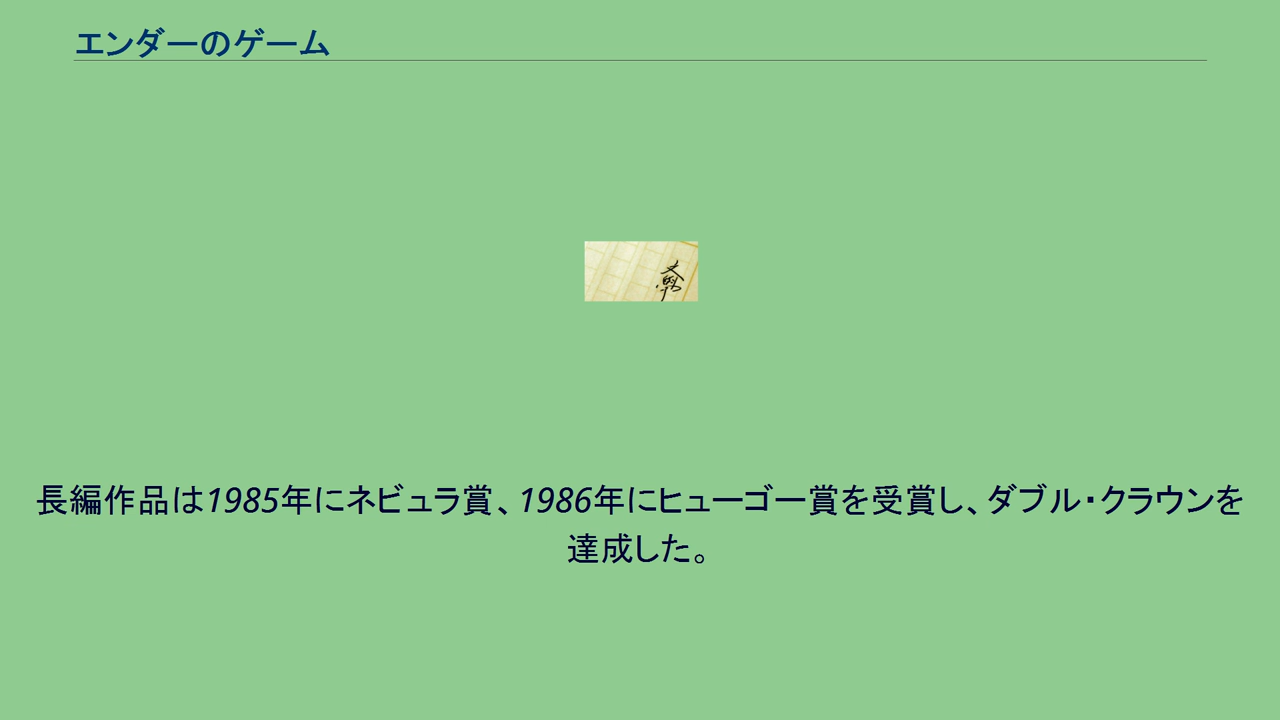 エンダーのゲーム
長編作品は1985年にネビュラ賞、1986年にヒューゴー賞を受賞し、ダブル・クラウンを
達成した。